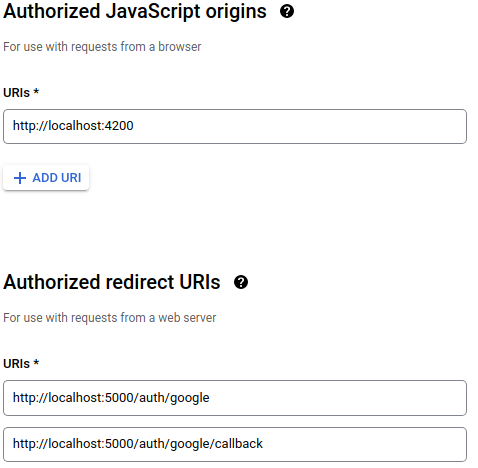 Authorized JavaScript origins
For use with requests from a browser
URIs *
http://localhost:4200
ADD URI
Authorized redirect URIs
For use with requests from a web server
URIs *
http://localhost:5000/auth/google
http://localhost:5000/auth/google/callback